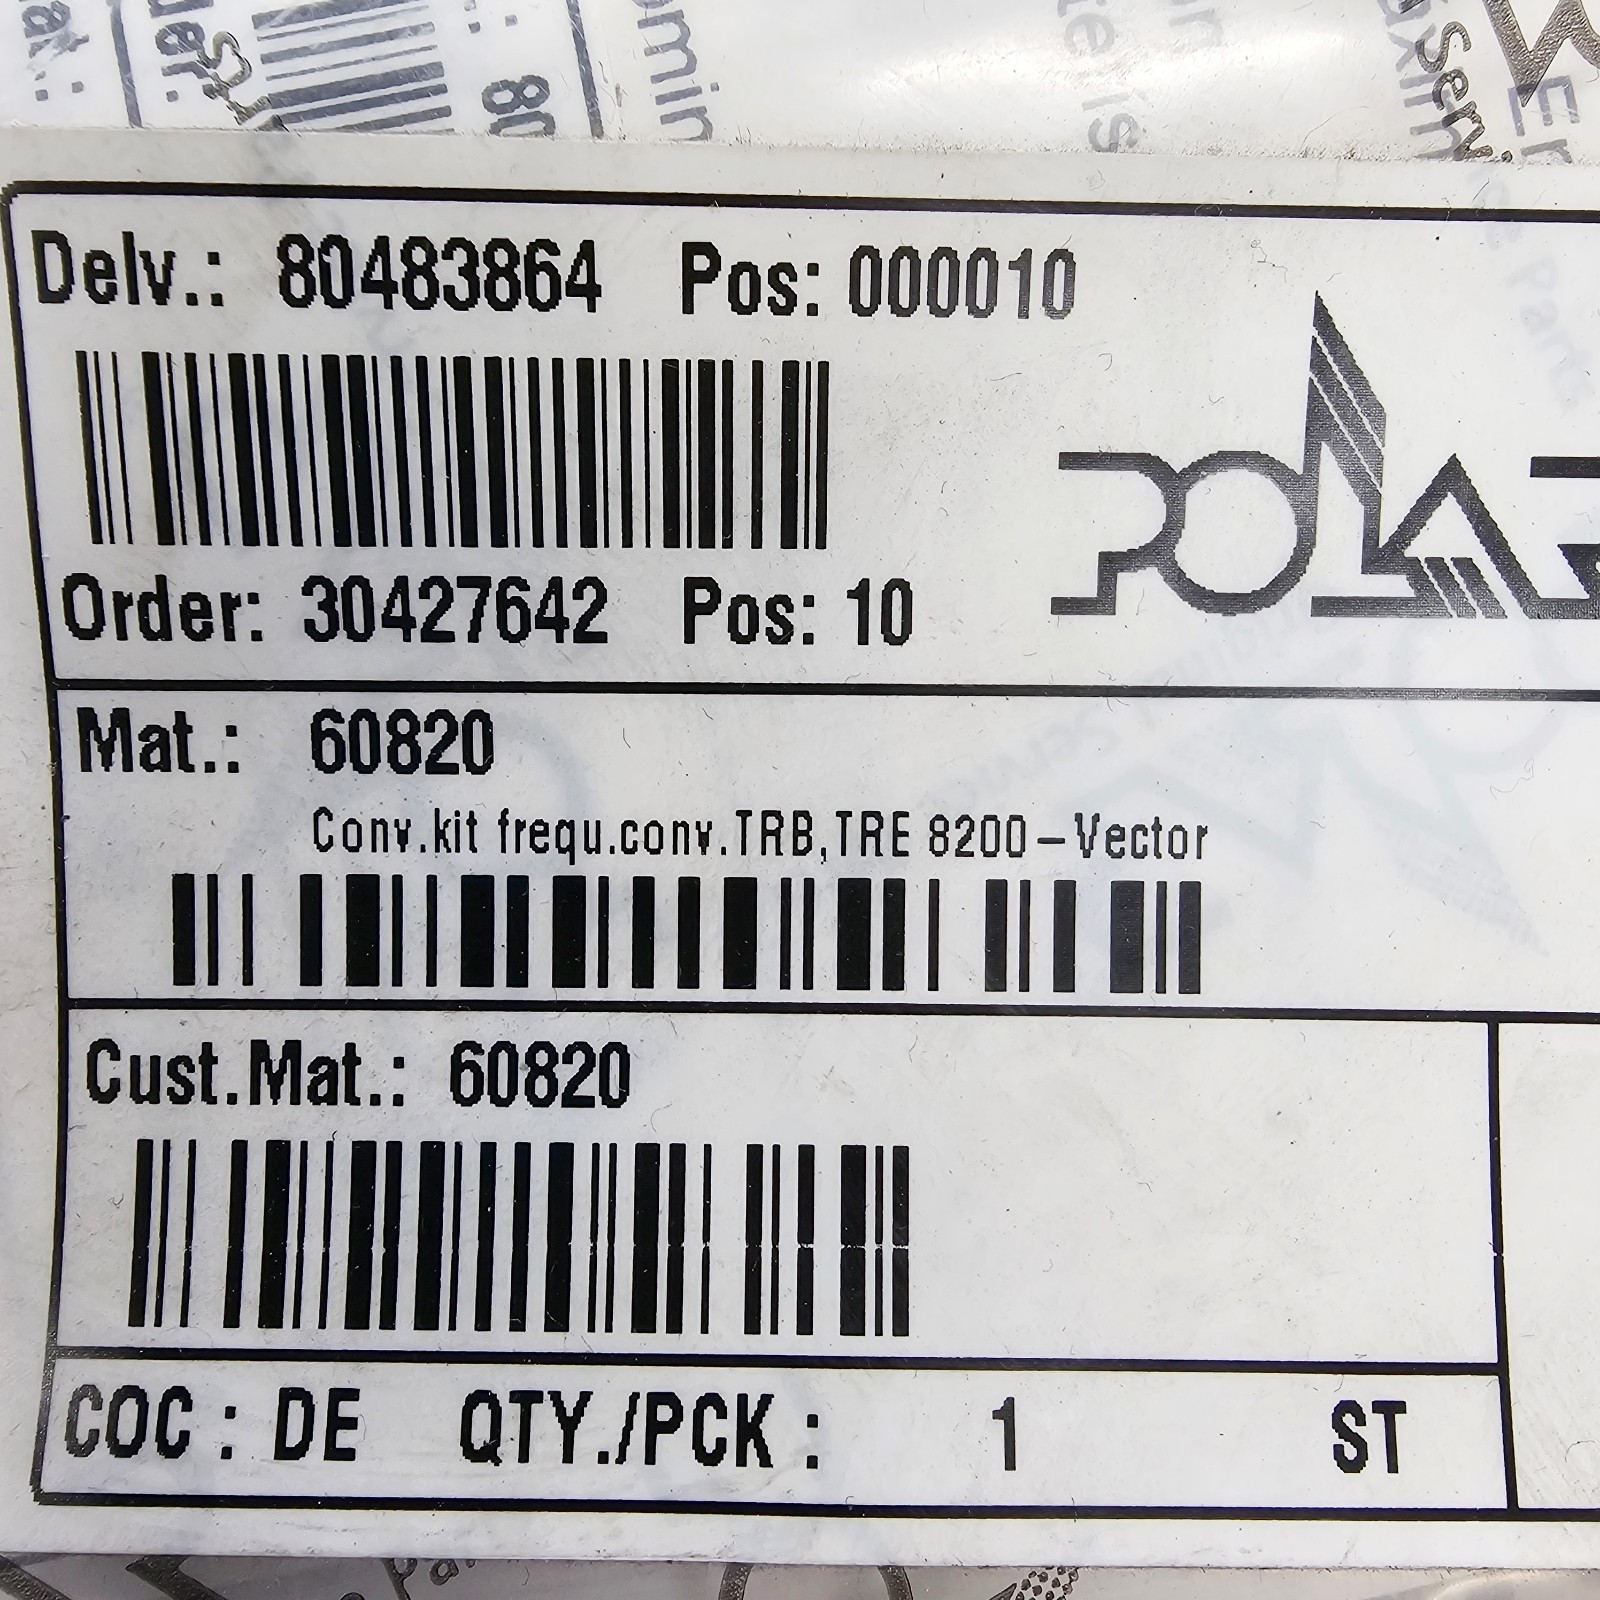 Delv.: 80483864 Pos: 000010
POLAR
Order: 30427642 Pos: 10
Mat.: 60820
Conv.kit frequ.conv.TRB,TRE 8200-Vector
Cust.Mat.: 60820
COC : DE QTY./PCK : 1 ST